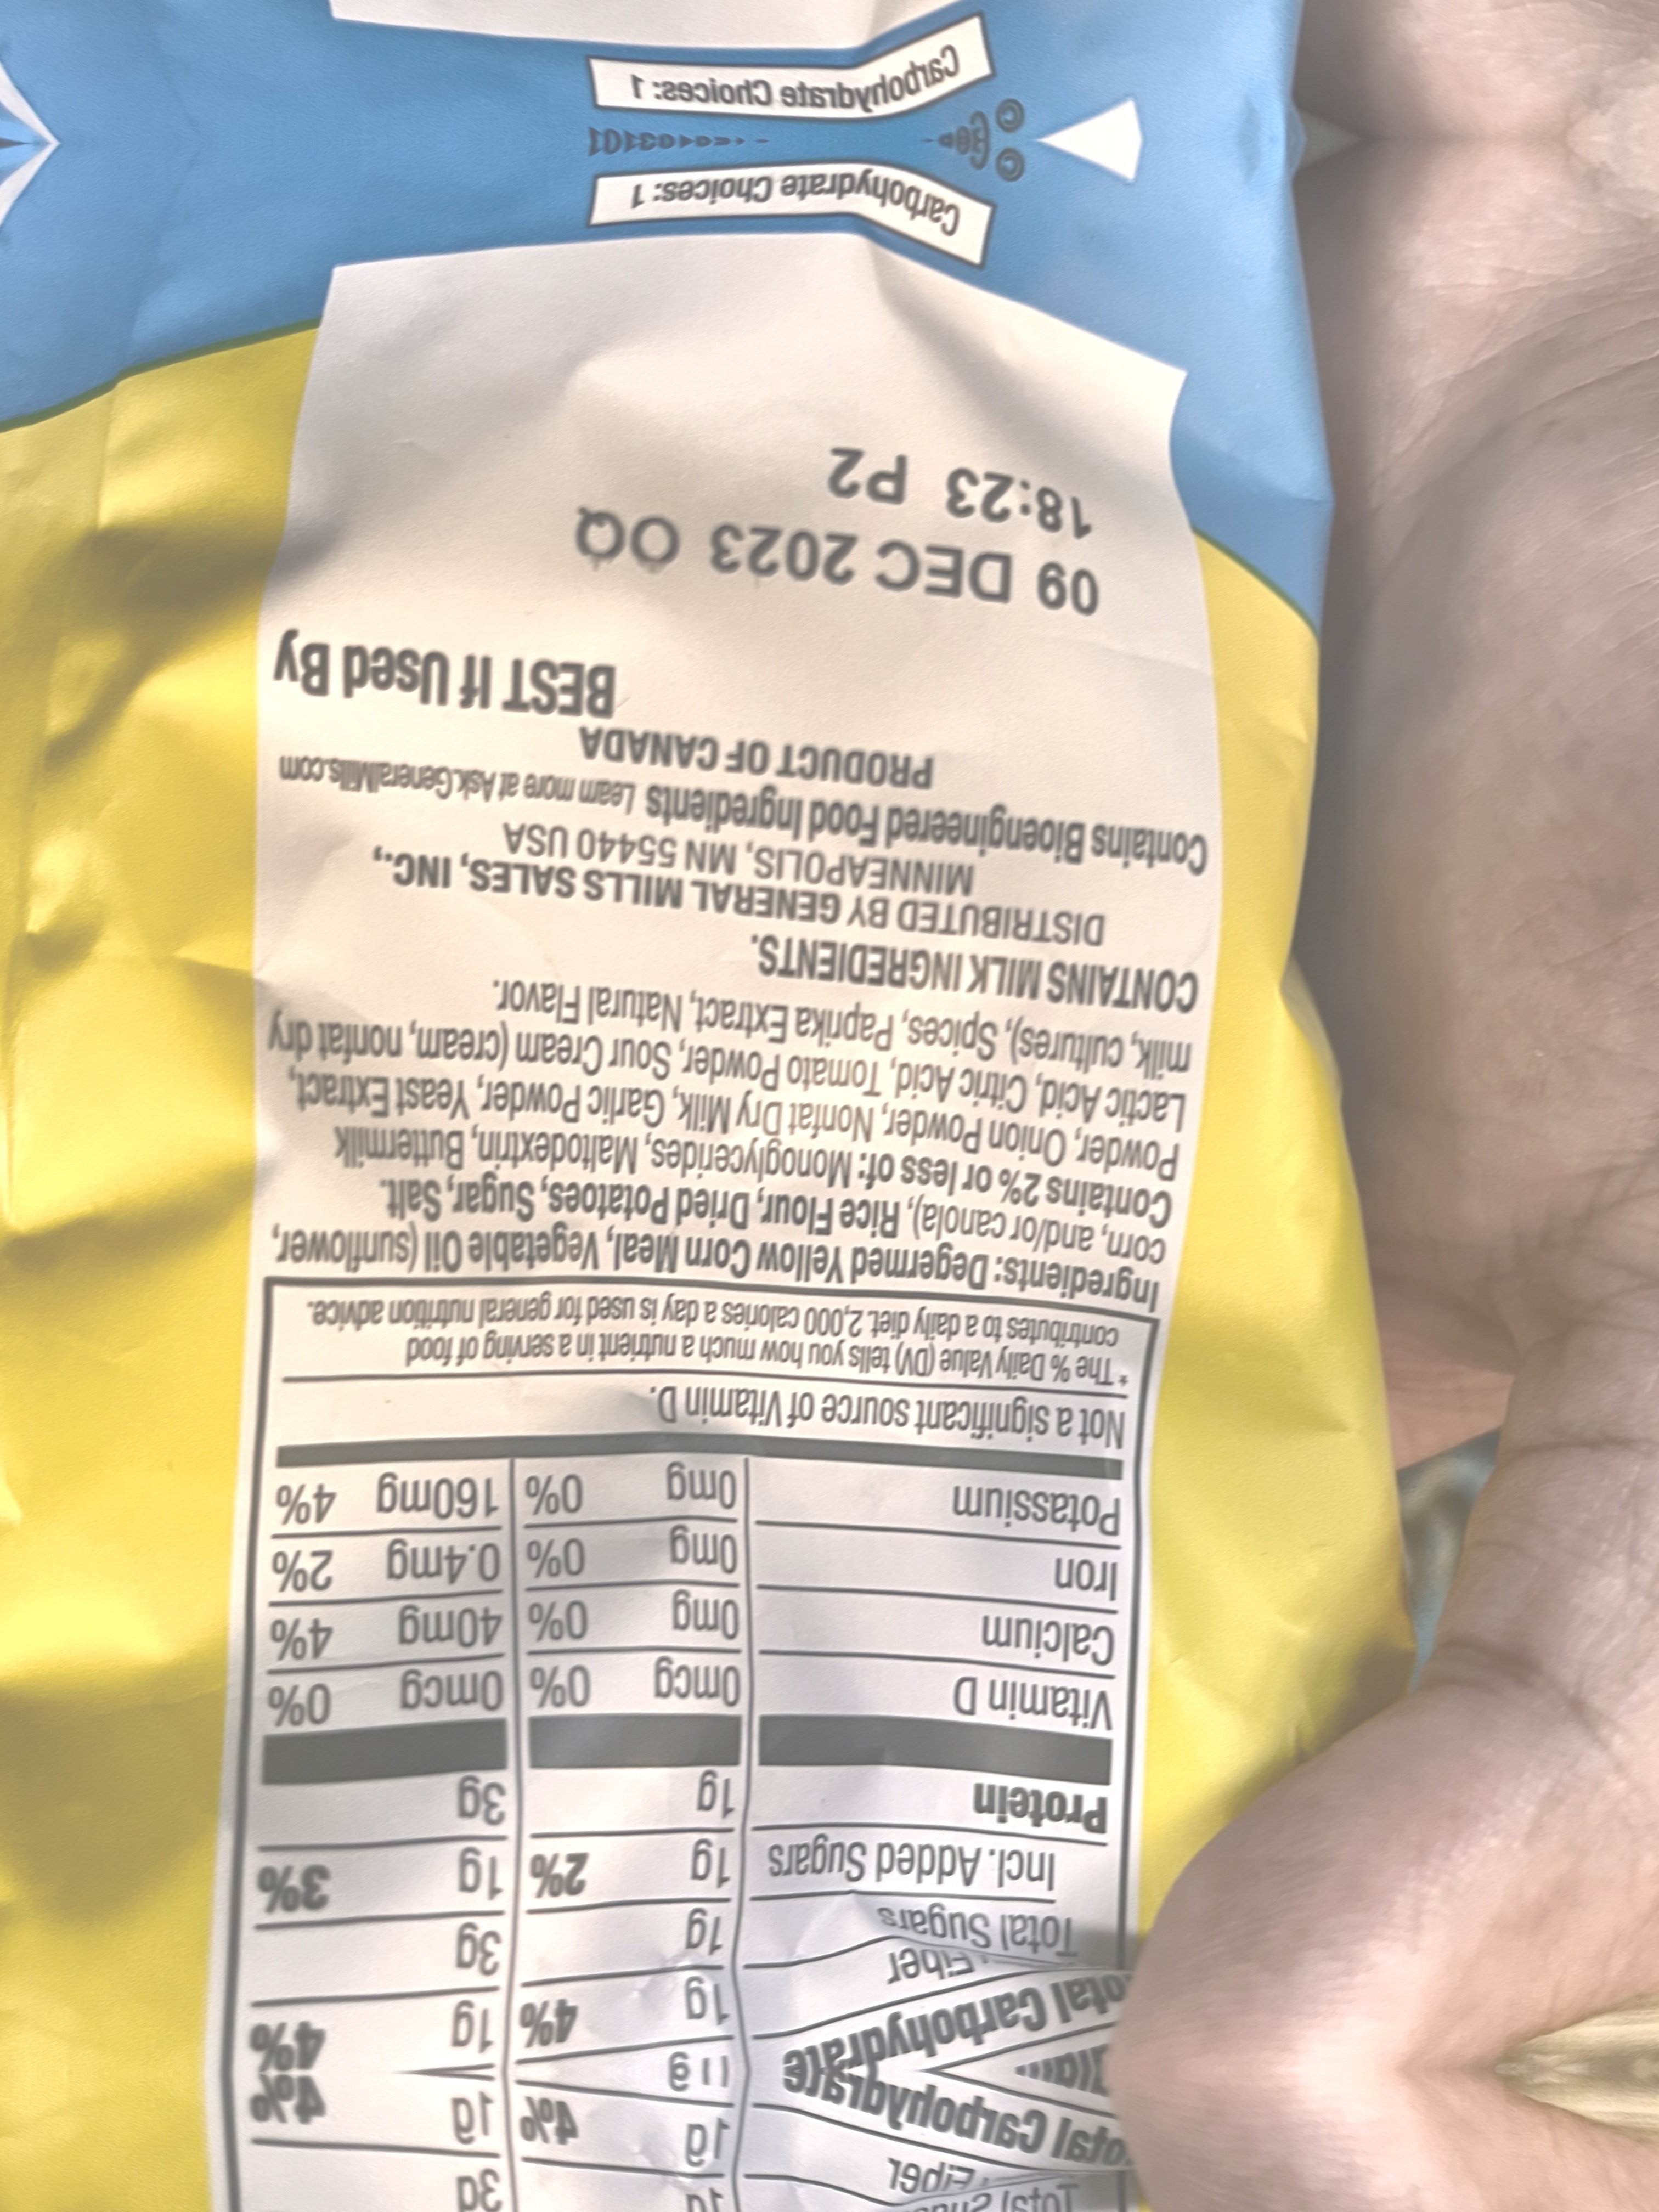 Carbohydrate
Fiber 1g 4% 1g 4%
Total Sugars 1g 3g
Incl. Added Sugars 1g 2% 1g 3%
Protein 1g 3g
Vitamin D 0mcg 0% 0mcg 0%
Calcium 0mg 0% 40mg 4%
Iron 0mg 0% 0.4mg 2%
Potassium 0mg 0% 160mg 4%
Not a significant source of Vitamin D.
* The % Daily Value (DV) tells you how much a nutrient in a serving of food
contributes to a daily diet. 2,000 calories a day is used for general nutrition advice.
Ingredients: Degermed Yellow Corn Meal, Vegetable Oil (sunflower,
corn, and/or canola), Rice Flour, Dried Potatoes, Sugar, Salt.
Contains 2% or less of: Monoglycerides, Maltodextrin, Buttermilk
Powder, Onion Powder, Nonfat Dry Milk, Garlic Powder, Yeast Extract,
Lactic Acid, Citric Acid, Tomato Powder, Sour Cream (cream, nonfat dry
milk, cultures), Spices, Paprika Extract, Natural Flavor.
CONTAINS MILK INGREDIENTS.
DISTRIBUTED BY GENERAL MILLS SALES, INC.,
MINNEAPOLIS, MN 55440 USA
Contains Bioengineered Food Ingredients Learn more at Ask.GeneralMills.com
PRODUCT OF CANADA
BEST If Used By
09 DEC 2023 OQ
18:23 P2
Carbohydrate Choices: 1